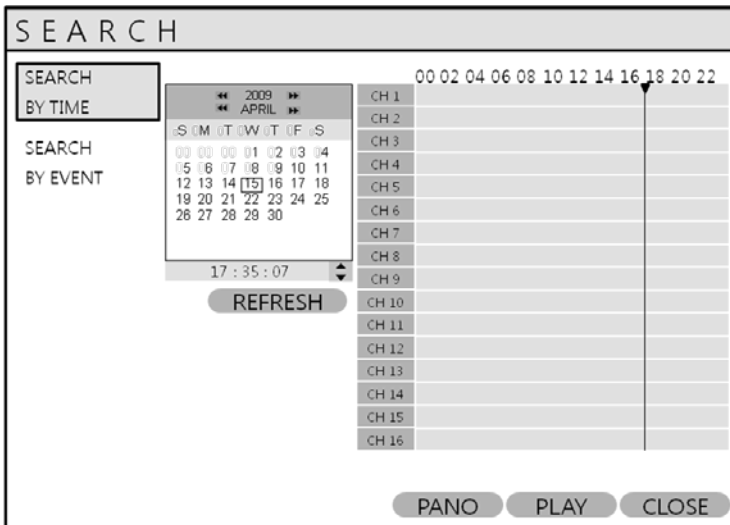 SEARCH
SEARCH
BY TIME
SEARCH
BY EVENT
2009
APRIL
S M T W T F S
00 00 00 01 02 03 04
05 06 07 08 09 10 11
12 13 14 15 16 17 18
19 20 21 22 23 24 25
26 27 28 29 30
17 : 35 : 07
REFRESH
00 02 04 06 08 10 12 14 16 18 20 22
CH 1
CH 2
CH 3
CH 4
CH 5
CH 6
CH 7
CH 8
CH 9
CH 10
CH 11
CH 12
CH 13
CH 14
CH 15
CH 16
PANO PLAY CLOSE